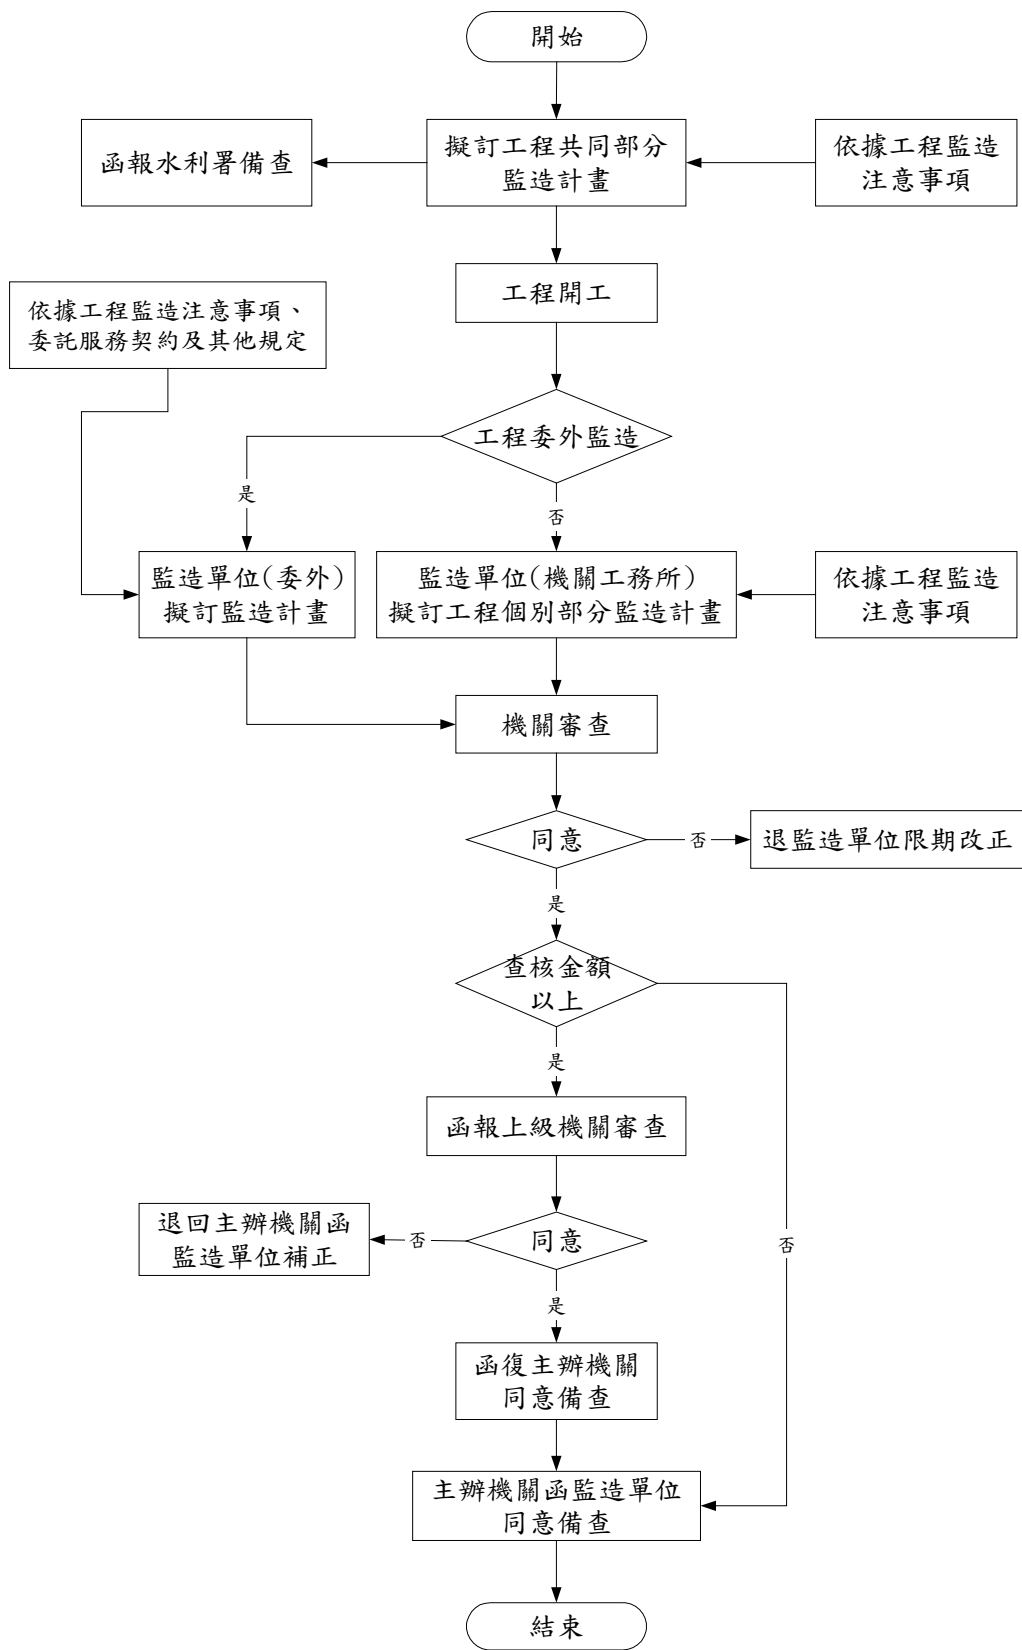 開始
函報水利署備查
擬訂工程共同部分
監造計畫
依據工程監造
注意事項
工程開工
依據工程監造注意事項、
委託服務契約及其他規定
工程委外監造
是
否
監造單位(委外)
擬訂監造計畫
監造單位(機關工務所)
擬訂工程個別部分監造計畫
依據工程監造
注意事項
機關審查
同意
否
退監造單位限期改正
是
查核金額
以上
是
函報上級機關審查
退回主辦機關函
監造單位補正
否
同意
否
是
函復主辦機關
同意備查
主辦機關函監造單位
同意備查
結束